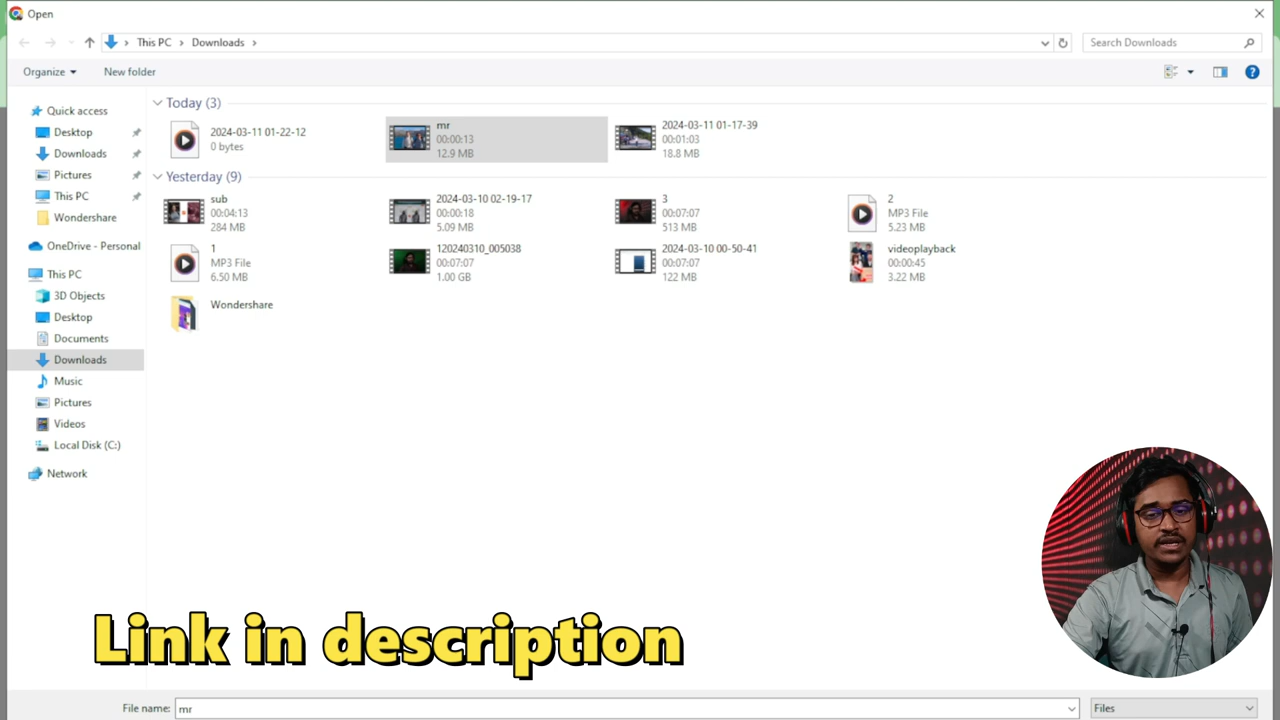 Open
This PC > Downloads >
Search Downloads
Organize
New folder
Quick access
Desktop
Downloads
Pictures
This PC
Wondershare
OneDrive - Personal
This PC
3D Objects
Desktop
Documents
Downloads
Music
Pictures
Videos
Local Disk (C:)
Network
Today (3)
2024-03-11 01-22-12
0 bytes
mr
00:00:13
12.9 MB
2024-03-11 01-17-39
00:01:03
18.8 MB
Yesterday (9)
sub
00:04:13
284 MB
2024-03-10 02-19-17
00:00:18
5.09 MB
3
00:07:07
513 MB
2
MP3 File
5.23 MB
1
MP3 File
6.50 MB
120240310_005038
00:07:07
1.00 GB
2024-03-10 00-50-41
00:07:07
122 MB
videoplayback
00:00:45
3.22 MB
Wondershare
Link in description
File name: mr
Files